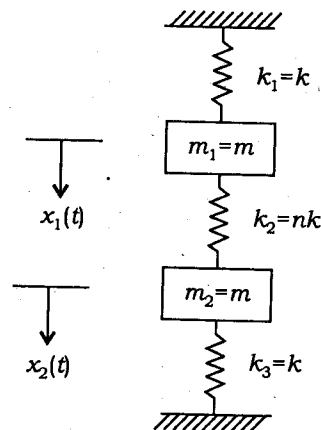 k₁=k
m₁=m
x₁(t)
k₂=nk
m₂=m
x₂(t)
k₃=k